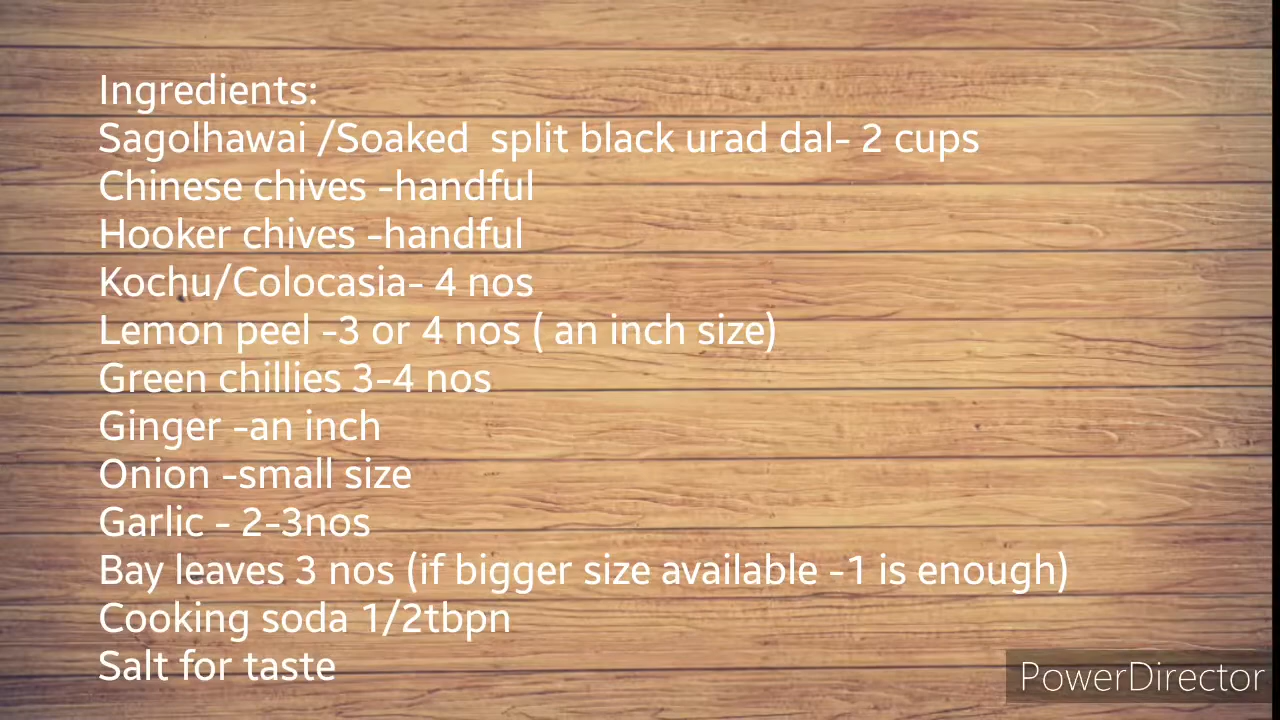 Ingredients:
Sagolhawai /Soaked  split black urad dal- 2 cups
Chinese chives -handful
Hooker chives -handful
Kochu/Colocasia- 4 nos
Lemon peel -3 or 4 nos ( an inch size)
Green chillies 3-4 nos
Ginger -an inch
Onion -small size
Garlic - 2-3nos
Bay leaves 3 nos (if bigger size available -1 is enough)
Cooking soda 1/2tbpn
Salt for taste
PowerDirector